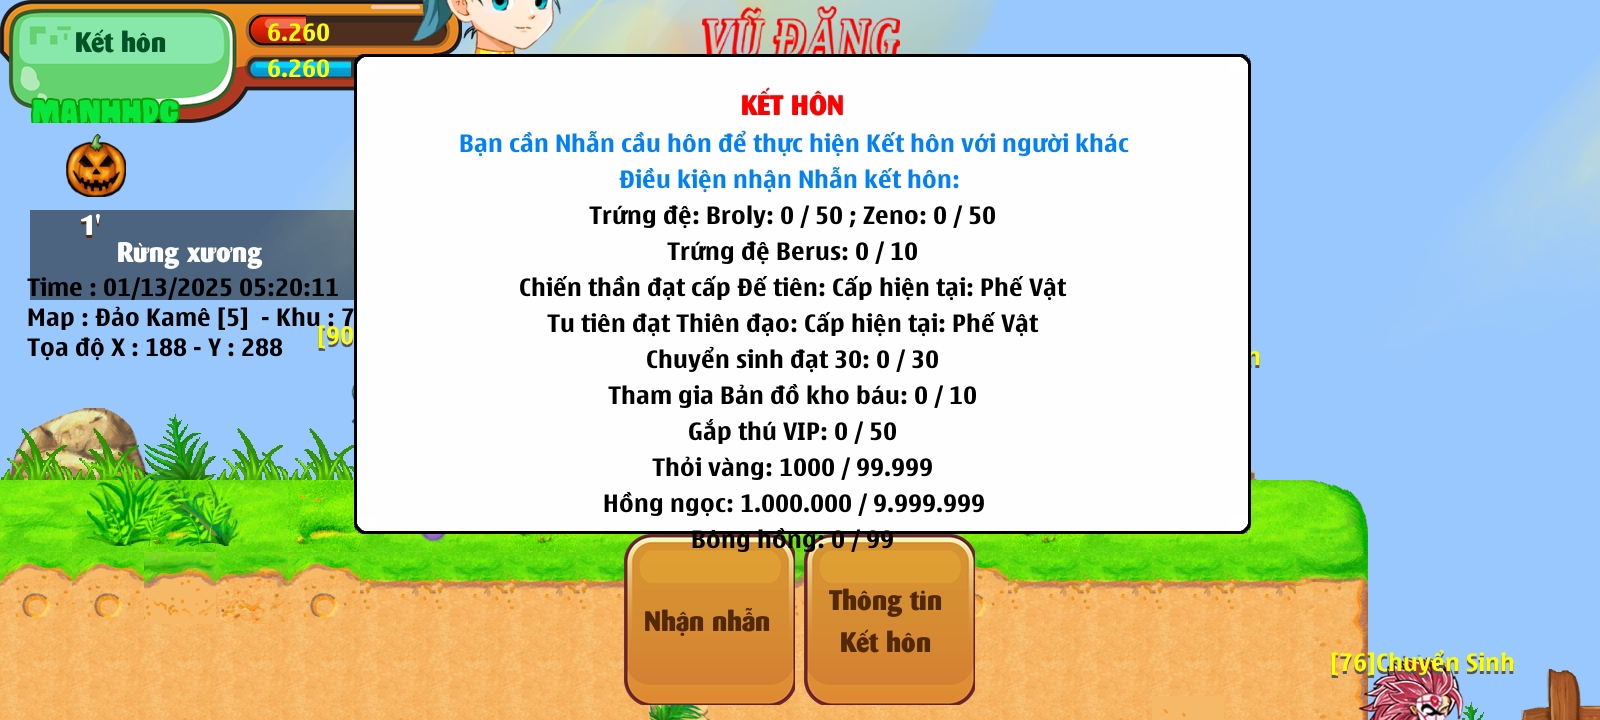 Kết hôn
6.260
6.260
MANHHDC
VŨ ĐĂNG
1'
Rừng xương
Time : 01/13/2025 05:20:11
Map : Đảo Kamê [5] - Khu : 7
Tọa độ X : 188 - Y : 288
[90
KẾT HÔN
Bạn cần Nhẫn cầu hôn để thực hiện Kết hôn với người khác
Điều kiện nhận Nhẫn kết hôn:
Trứng đệ: Broly: 0 / 50 ; Zeno: 0 / 50
Trứng đệ Berus: 0 / 10
Chiến thần đạt cấp Đế tiên: Cấp hiện tại: Phế Vật
Tu tiên đạt Thiên đạo: Cấp hiện tại: Phế Vật
Chuyển sinh đạt 30: 0 / 30
Tham gia Bản đồ kho báu: 0 / 10
Gắp thú VIP: 0 / 50
Thỏi vàng: 1000 / 99.999
Hồng ngọc: 1.000.000 / 9.999.999
Bông hồng: 0 / 99
Nhận nhẫn
Thông tin
Kết hôn
[76]Chuyển Sinh